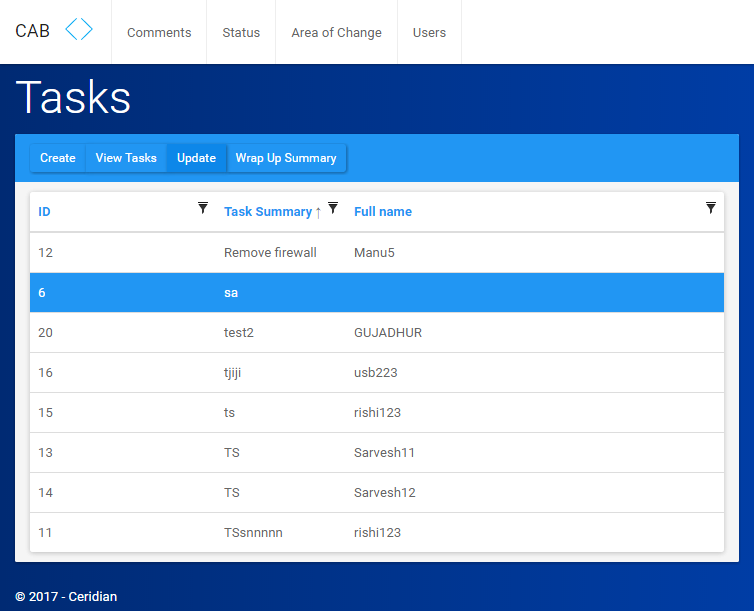 CAB Comments Status Area of Change Users
Tasks
Create View Tasks Update Wrap Up Summary
ID Task Summary ↑ Full name
12 Remove firewall Manu5
6 sa
20 test2 GUJADHUR
16 tjiji usb223
15 ts rishi123
13 TS Sarvesh11
14 TS Sarvesh12
11 TSsnnnnn rishi123
© 2017 - Ceridian